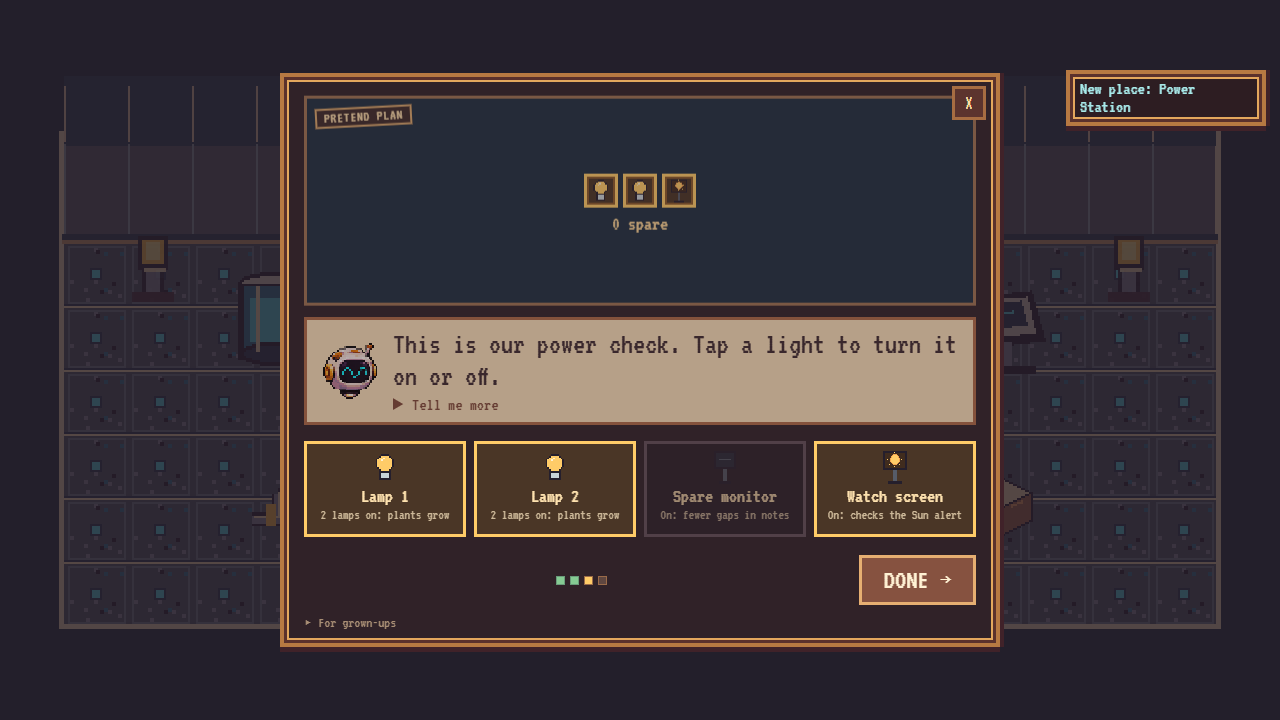 New place: Power
Station
PRETEND PLAN
X
0 spare
This is our power check. Tap a light to turn it
on or off.
▶ Tell me more
Lamp 1
2 lamps on: plants grow
Lamp 2
2 lamps on: plants grow
Spare monitor
On: fewer gaps in notes
Watch screen
On: checks the Sun alert
DONE →
▶ For grown-ups